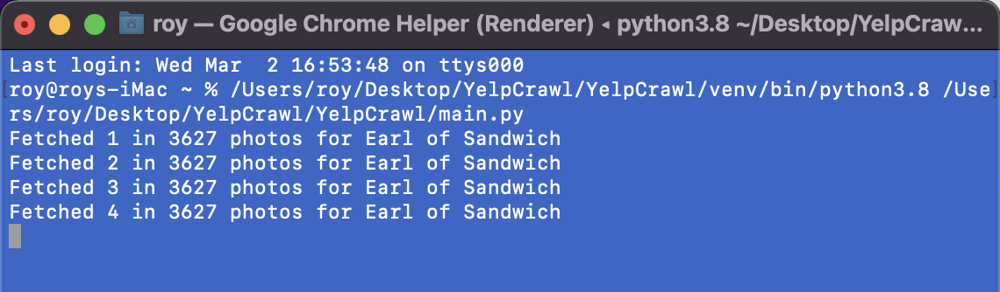 roy — Google Chrome Helper (Renderer) ◂ python3.8 ~/Desktop/YelpCraw...
Last login: Wed Mar  2 16:53:48 on ttys000
[roy@roys-iMac ~ % /Users/roy/Desktop/YelpCrawl/YelpCrawl/venv/bin/python3.8 /Use]
rs/roy/Desktop/YelpCrawl/YelpCrawl/main.py
Fetched 1 in 3627 photos for Earl of Sandwich
Fetched 2 in 3627 photos for Earl of Sandwich
Fetched 3 in 3627 photos for Earl of Sandwich
Fetched 4 in 3627 photos for Earl of Sandwich